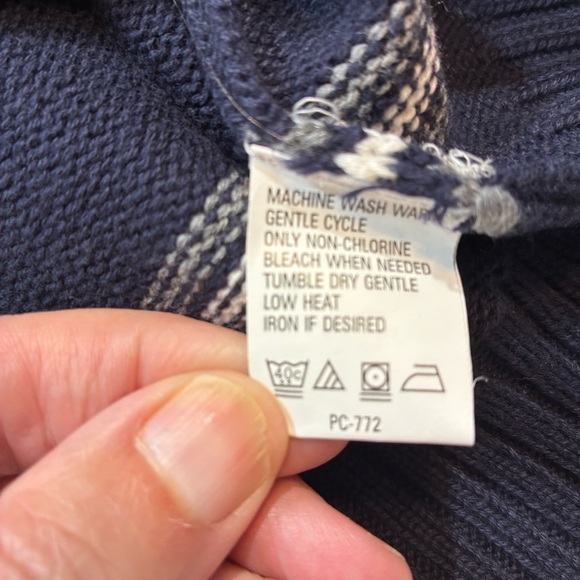 MACHINE WASH WARM
GENTLE CYCLE
ONLY NON-CHLORINE
BLEACH WHEN NEEDED
TUMBLE DRY GENTLE
LOW HEAT
IRON IF DESIRED
40c
PC-772